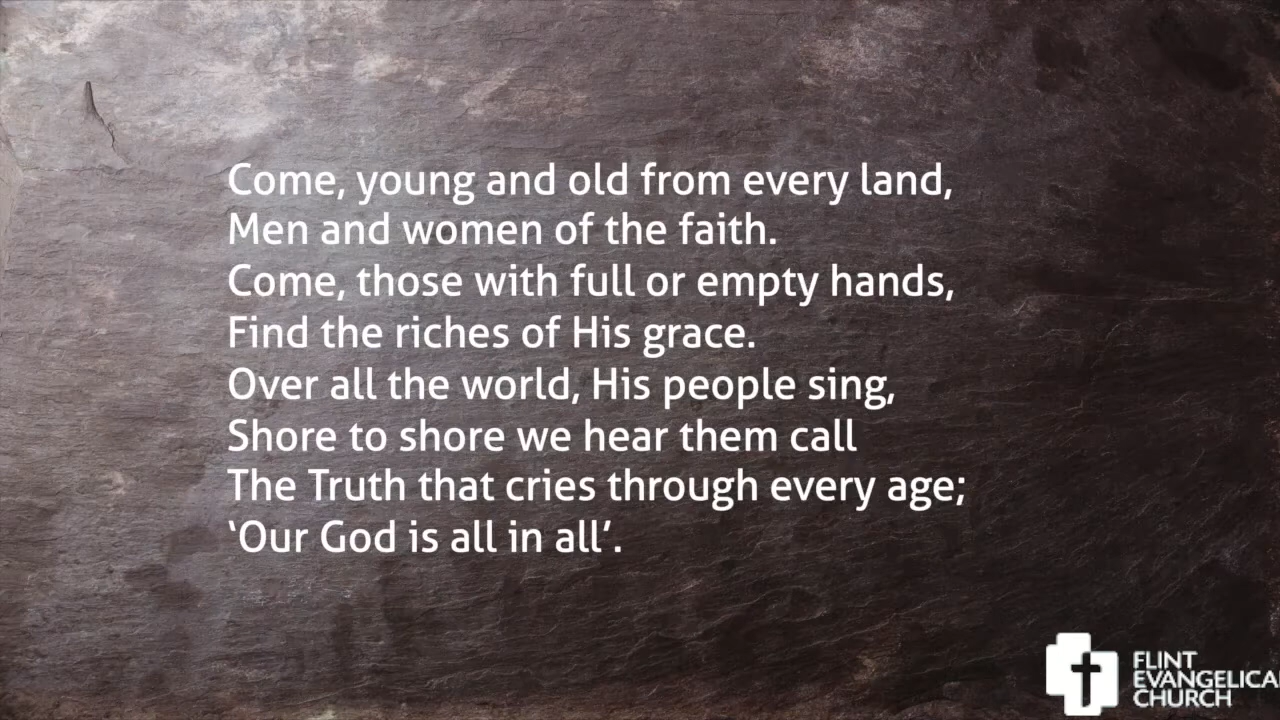 Come, young and old from every land,
Men and women of the faith.
Come, those with full or empty hands,
Find the riches of His grace.
Over all the world, His people sing,
Shore to shore we hear them call
The Truth that cries through every age;
‘Our God is all in all’.
FLINT
EVANGELICA
CHURCH